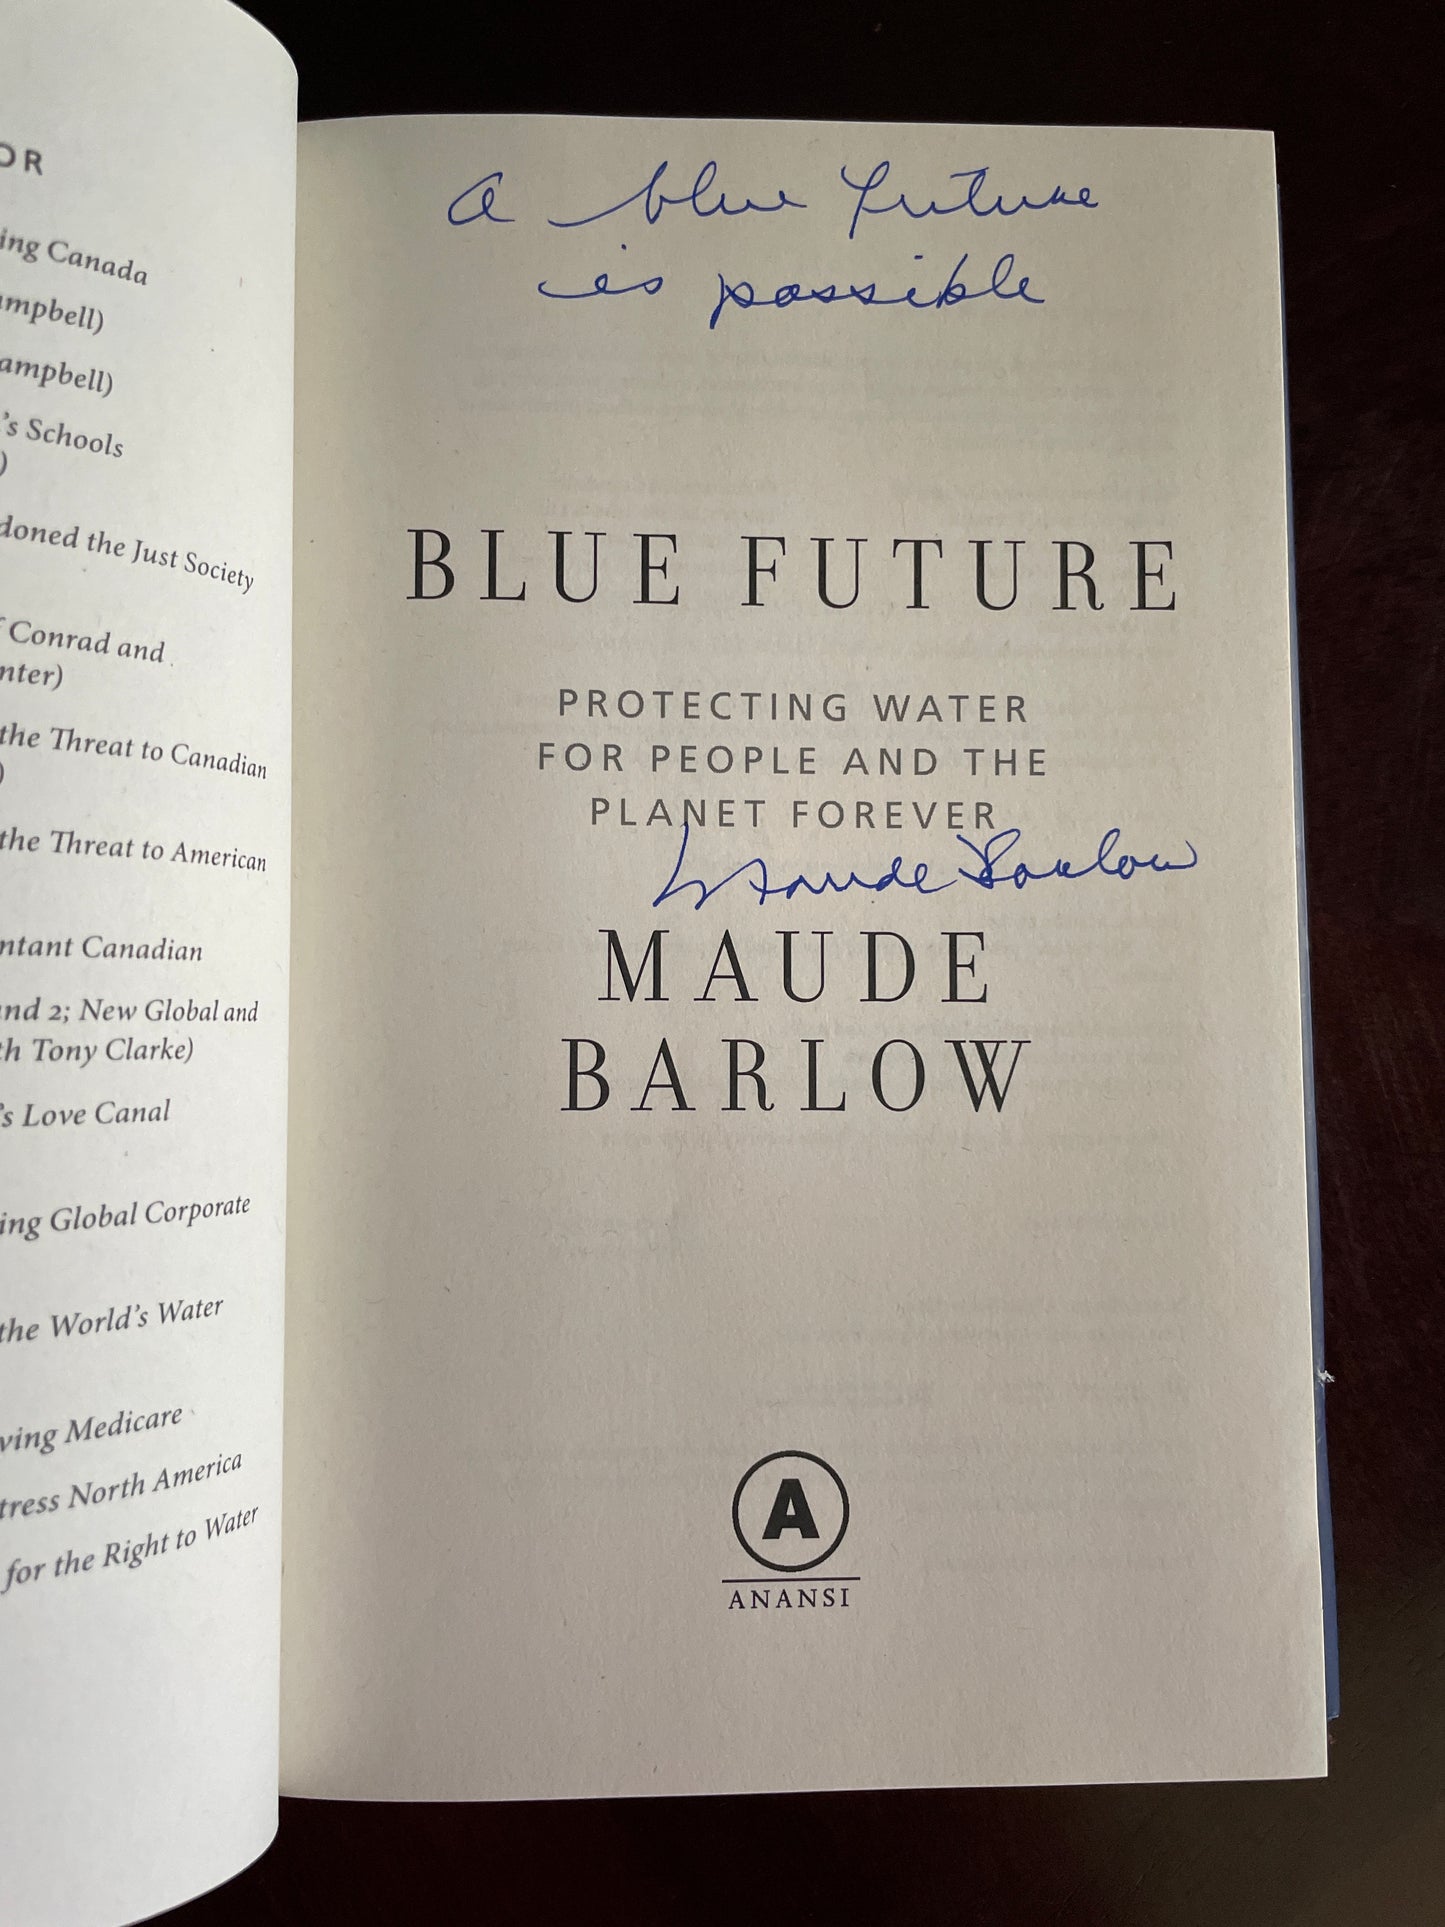 OR
ing Canada
ampbell)
ampbell)
's Schools
)
doned the Just Society
f Conrad and
nter)
the Threat to Canadian
)
the Threat to American
ntant Canadian
and 2; New Global and
th Tony Clarke)
's Love Canal
ing Global Corporate
the World's Water
ving Medicare
tress North America
for the Right to Water
a blue future
is possible
BLUE FUTURE
PROTECTING WATER
FOR PEOPLE AND THE
PLANET FOREVER
Maude Barlow
MAUDE
BARLOW
A
ANANSI